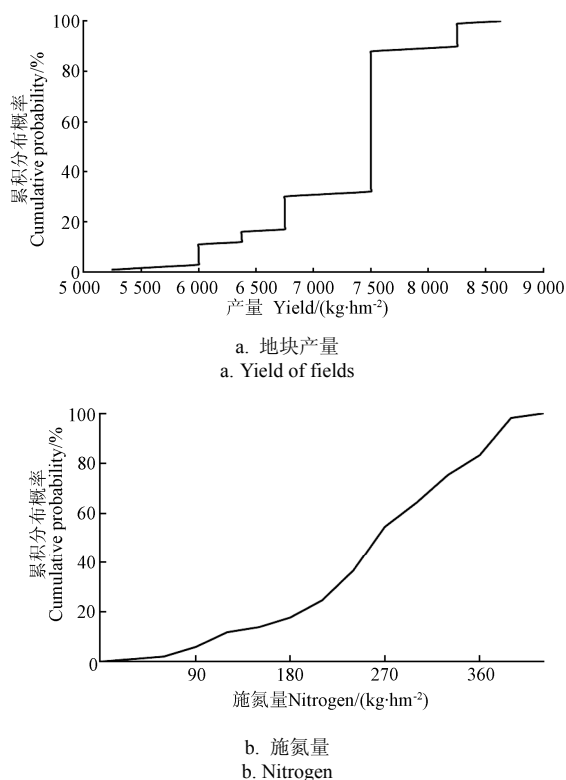 100
80
60
40
20
0
累积分布概率
Cumulative probability/%
5 000 5 500 6 000 6 500 7 000 7 500 8 000 8 500 9 000
产量 Yield/(kg·hm⁻²)
a. 地块产量
a. Yield of fields
100
80
60
40
20
0
累积分布概率
Cumulative probability/%
90 180 270 360
施氮量Nitrogen/(kg·hm⁻²)
b. 施氮量
b. Nitrogen